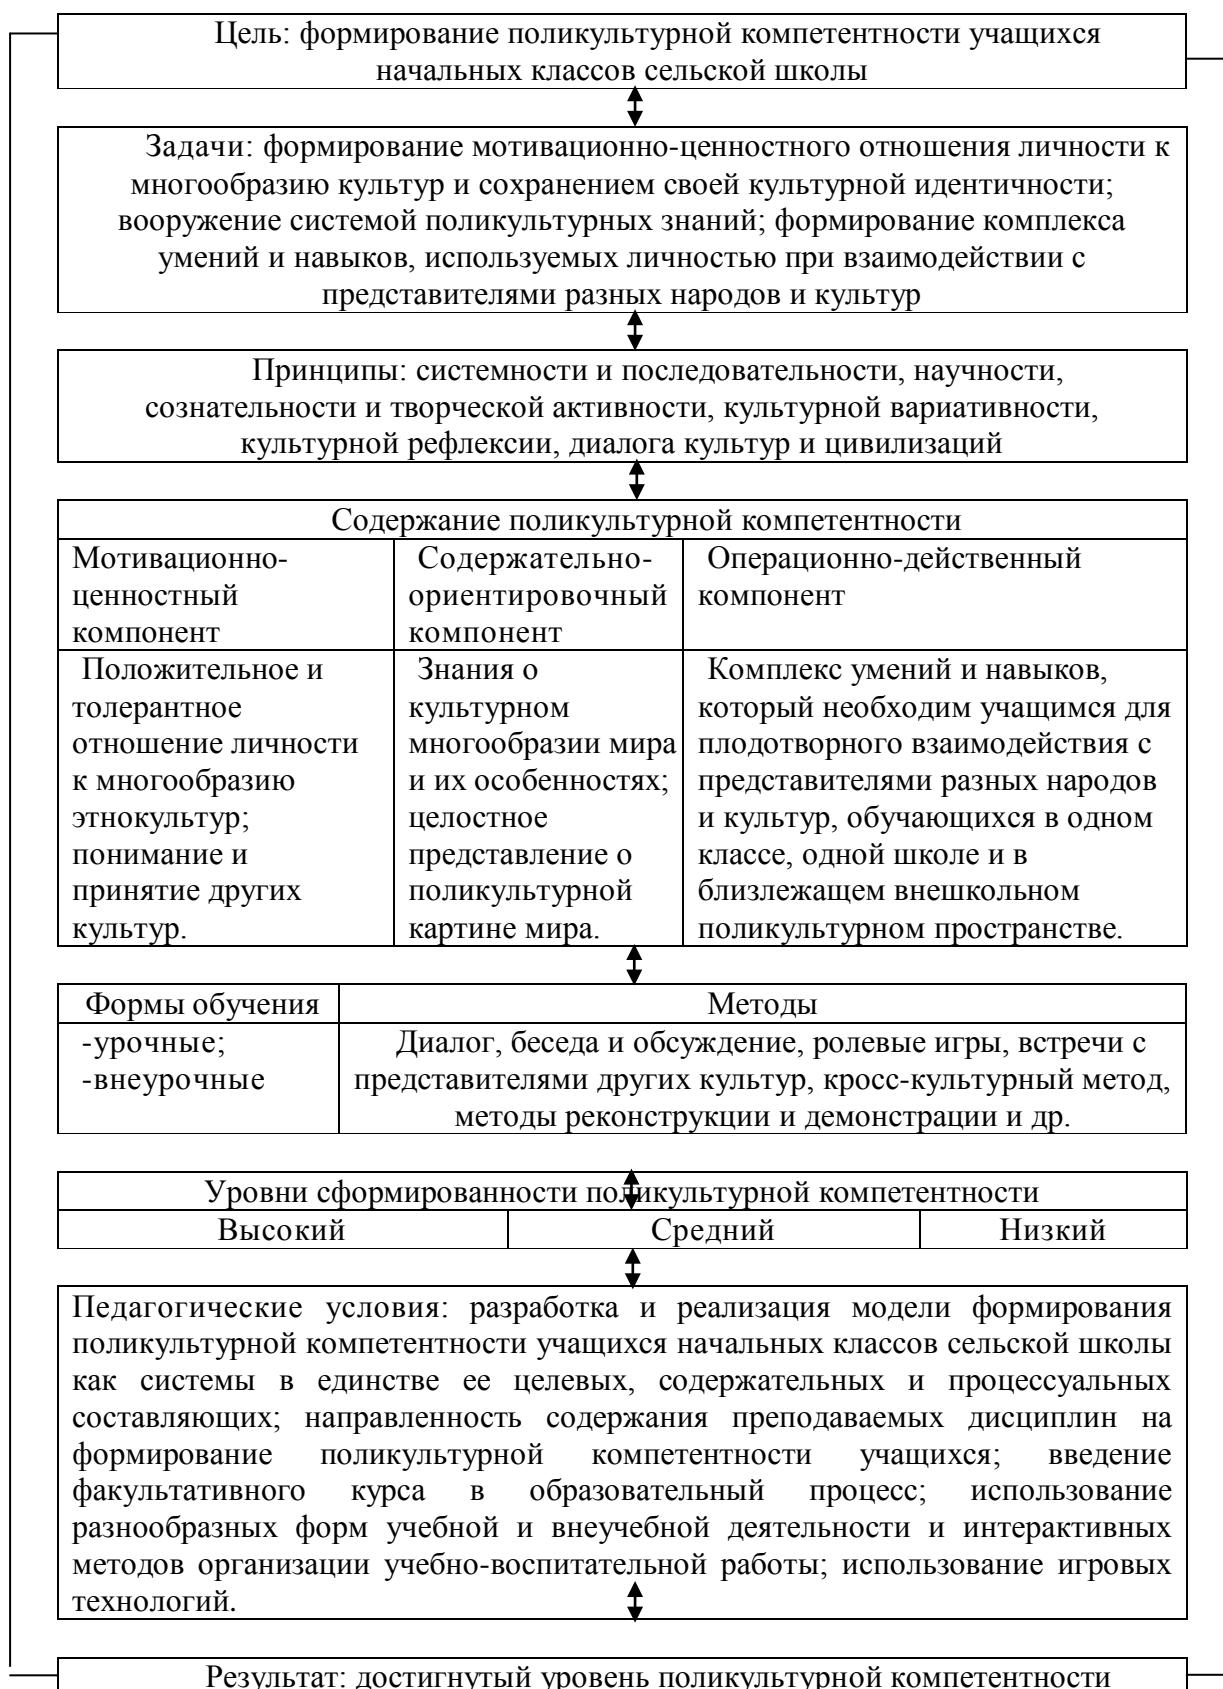 Цель: формирование поликультурной компетентности учащихся
начальных классов сельской школы
Задачи: формирование мотивационно-ценностного отношения личности к
многообразию культур и сохранением своей культурной идентичности;
вооружение системой поликультурных знаний; формирование комплекса
умений и навыков, используемых личностью при взаимодействии с
представителями разных народов и культур
Принципы: системности и последовательности, научности,
сознательности и творческой активности, культурной вариативности,
культурной рефлексии, диалога культур и цивилизаций
Содержание поликультурной компетентности
Мотивационно-
ценностный
компонент
Содержательно-
ориентировочный
компонент
Операционно-действенный
компонент
Положительное и
толерантное
отношение личности
к многообразию
этнокультур;
понимание и
принятие других
культур.
Знания о
культурном
многообразии мира
и их особенностях;
целостное
представление о
поликультурной
картине мира.
Комплекс умений и навыков,
который необходим учащимся для
плодотворного взаимодействия с
представителями разных народов
и культур, обучающихся в одном
классе, одной школе и в
близлежащем внешкольном
поликультурном пространстве.
Формы обучения
Методы
-урочные;
-внеурочные
Диалог, беседа и обсуждение, ролевые игры, встречи с
представителями других культур, кросс-культурный метод,
методы реконструкции и демонстрации и др.
Уровни сформированности поликультурной компетентности
Высокий
Средний
Низкий
Педагогические условия: разработка и реализация модели формирования
поликультурной компетентности учащихся начальных классов сельской школы
как системы в единстве ее целевых, содержательных и процессуальных
составляющих; направленность содержания преподаваемых дисциплин на
формирование поликультурной компетентности учащихся; введение
факультативного курса в образовательный процесс; использование
разнообразных форм учебной и внеучебной деятельности и интерактивных
методов организации учебно-воспитательной работы; использование игровых
технологий.
Результат: достигнутый уровень поликультурной компетентности